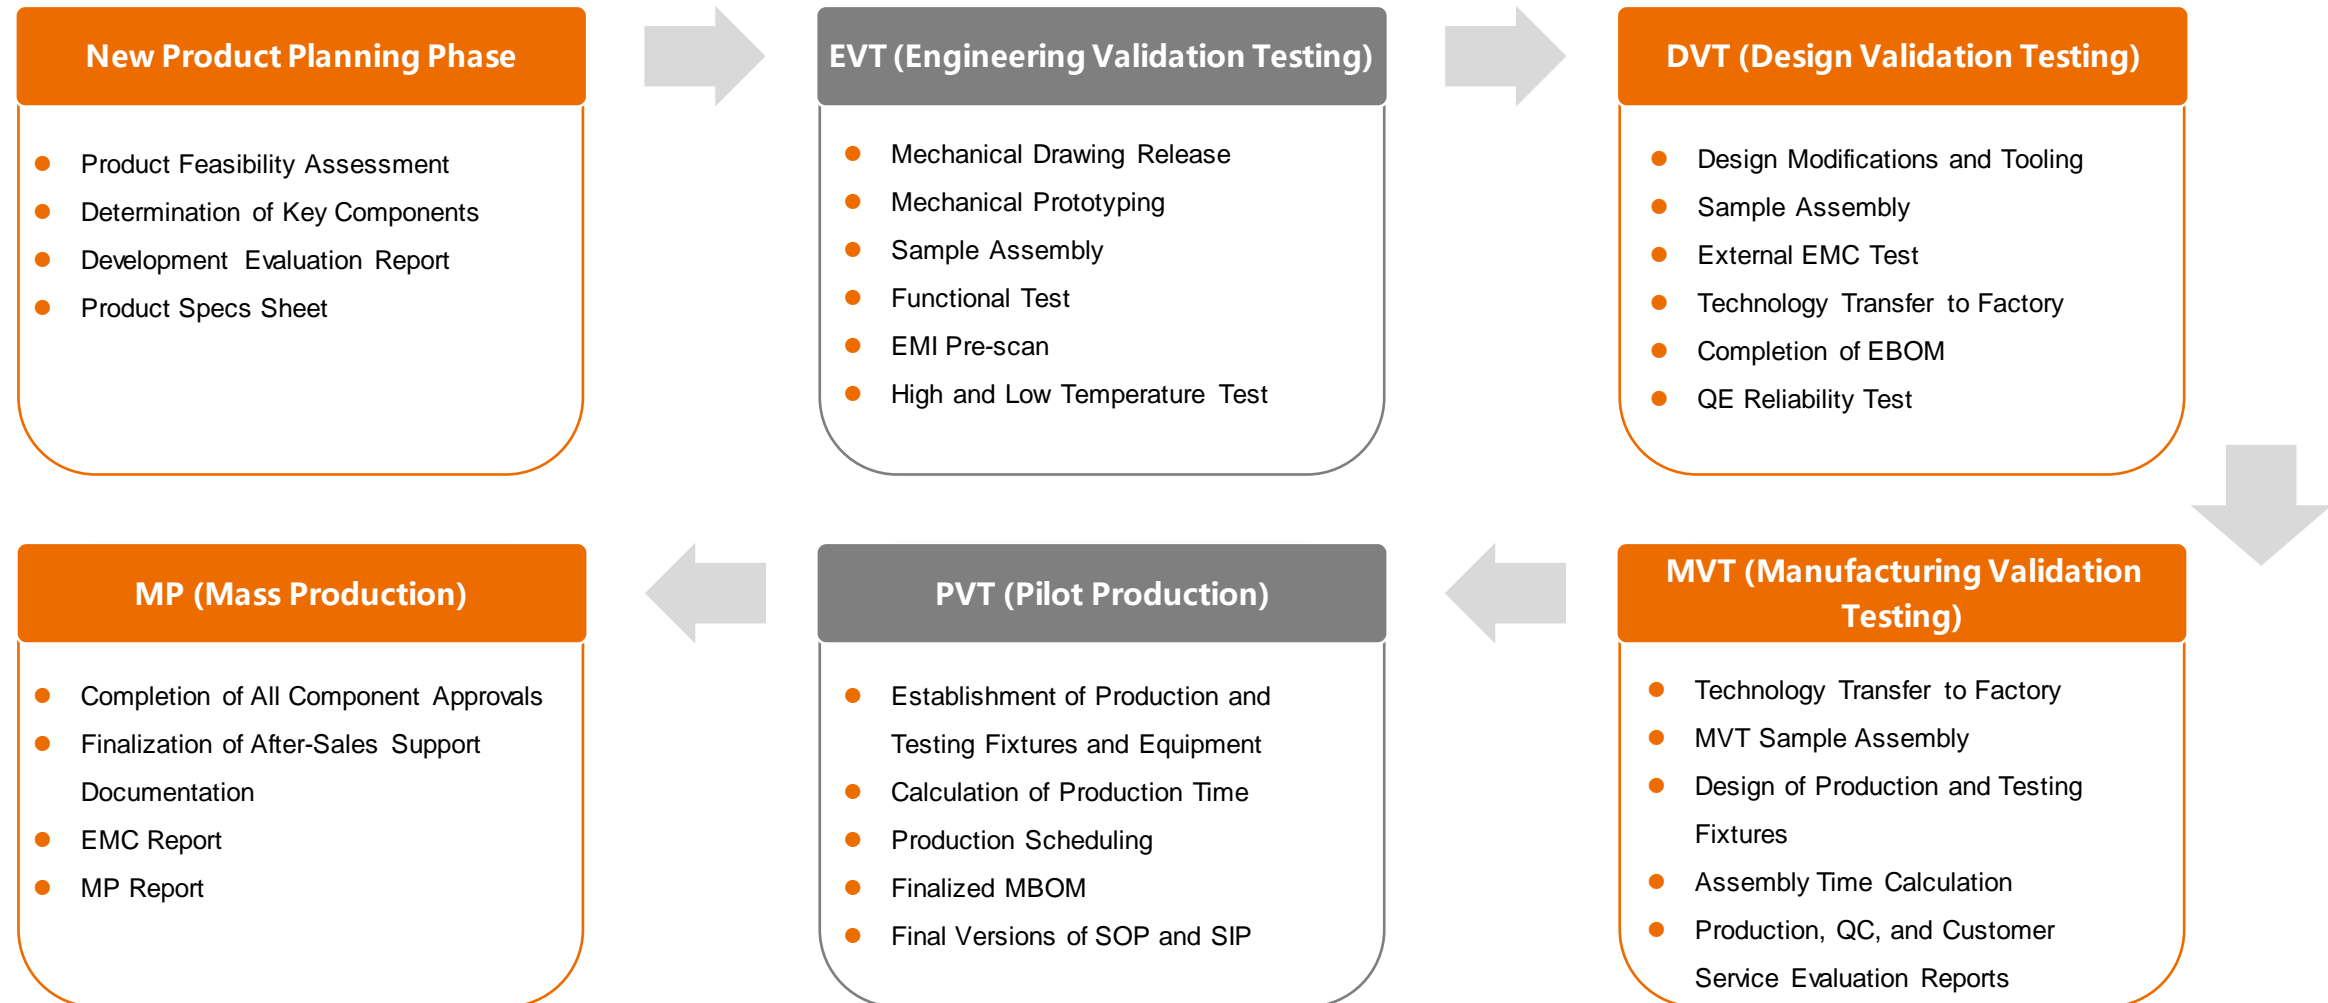 New Product Planning Phase
Product Feasibility Assessment
Determination of Key Components
Development Evaluation Report
Product Specs Sheet
EVT (Engineering Validation Testing)
Mechanical Drawing Release
Mechanical Prototyping
Sample Assembly
Functional Test
EMI Pre-scan
High and Low Temperature Test
DVT (Design Validation Testing)
Design Modifications and Tooling
Sample Assembly
External EMC Test
Technology Transfer to Factory
Completion of EBOM
QE Reliability Test
MVT (Manufacturing Validation
Testing)
Technology Transfer to Factory
MVT Sample Assembly
Design of Production and Testing
Fixtures
Assembly Time Calculation
Production, QC, and Customer
Service Evaluation Reports
PVT (Pilot Production)
Establishment of Production and
Testing Fixtures and Equipment
Calculation of Production Time
Production Scheduling
Finalized MBOM
Final Versions of SOP and SIP
MP (Mass Production)
Completion of All Component Approvals
Finalization of After-Sales Support
Documentation
EMC Report
MP Report